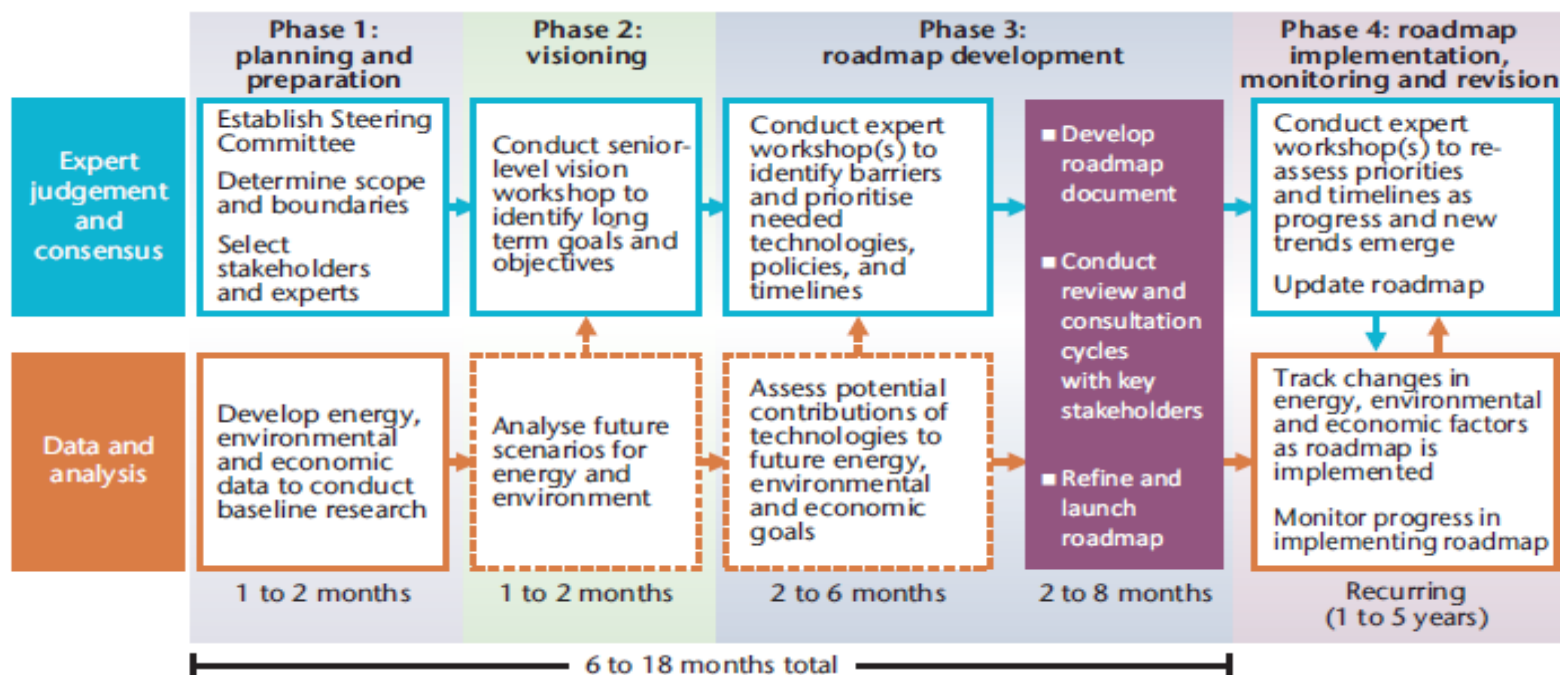 Phase 1:
planning and
preparation
Phase 2:
visioning
Phase 3:
roadmap development
Phase 4: roadmap
implementation,
monitoring and revision
Expert
judgement
and
consensus
Establish Steering
Committee
Determine scope
and boundaries
Select
stakeholders
and experts
Conduct senior-
level vision
workshop to
identify long
term goals and
objectives
Conduct expert
workshop(s) to
identify barriers
and prioritise
needed
technologies,
policies, and
timelines
■ Develop
roadmap
document
■ Conduct
review and
consultation
cycles
with key
stakeholders
■ Refine and
launch
roadmap
Conduct expert
workshop(s) to re-
assess priorities
and timelines as
progress and new
trends emerge
Update roadmap
Data and
analysis
Develop energy,
environmental
and economic
data to conduct
baseline research
Analyse future
scenarios for
energy and
environment
Assess potential
contributions of
technologies to
future energy,
environmental
and economic
goals
Track changes in
energy, environmental
and economic factors
as roadmap is
implemented
Monitor progress in
implementing roadmap
1 to 2 months
1 to 2 months
2 to 6 months
2 to 8 months
Recurring
(1 to 5 years)
6 to 18 months total